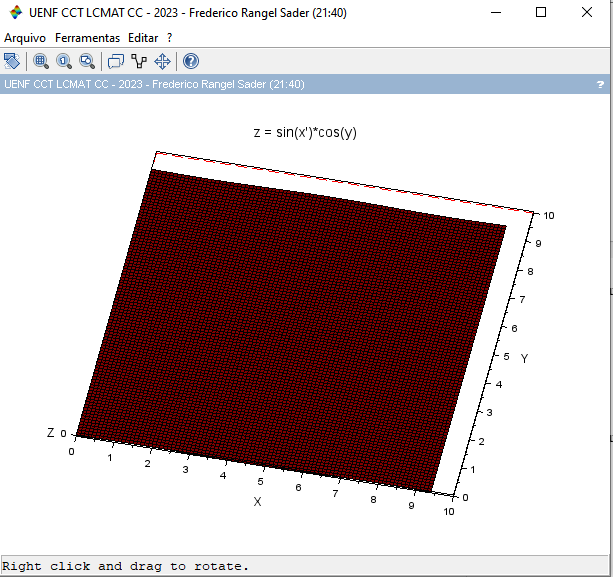 UENF CCT LCMAT CC - 2023 - Frederico Rangel Sader (21:40)
Arquivo Ferramentas Editar ?
UENF CCT LCMAT CC - 2023 - Frederico Rangel Sader (21:40) ?
z = sin(x')*cos(y)
10
9
8
7
6
5 Y
4
3
2
1
0
Z 0
0 1 2 3 4 5 6 7 8 9 10
X
Right click and drag to rotate.